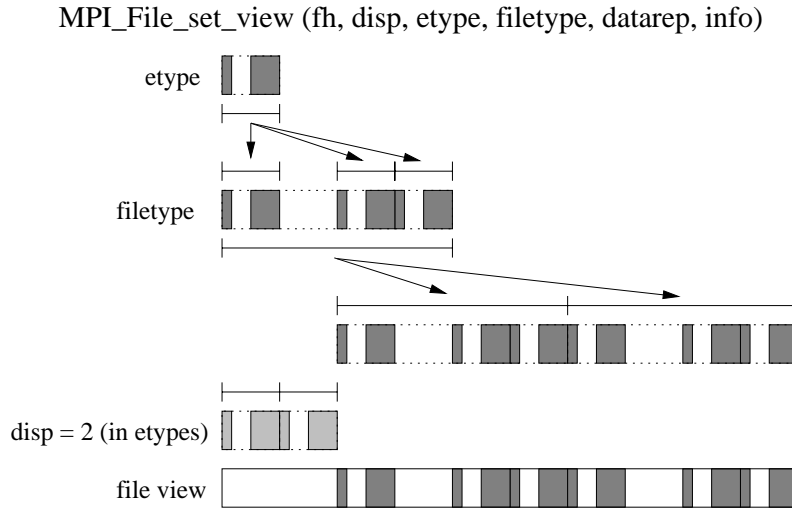 MPI_File_set_view (fh, disp, etype, filetype, datarep, info)
etype
filetype
disp = 2 (in etypes)
file view